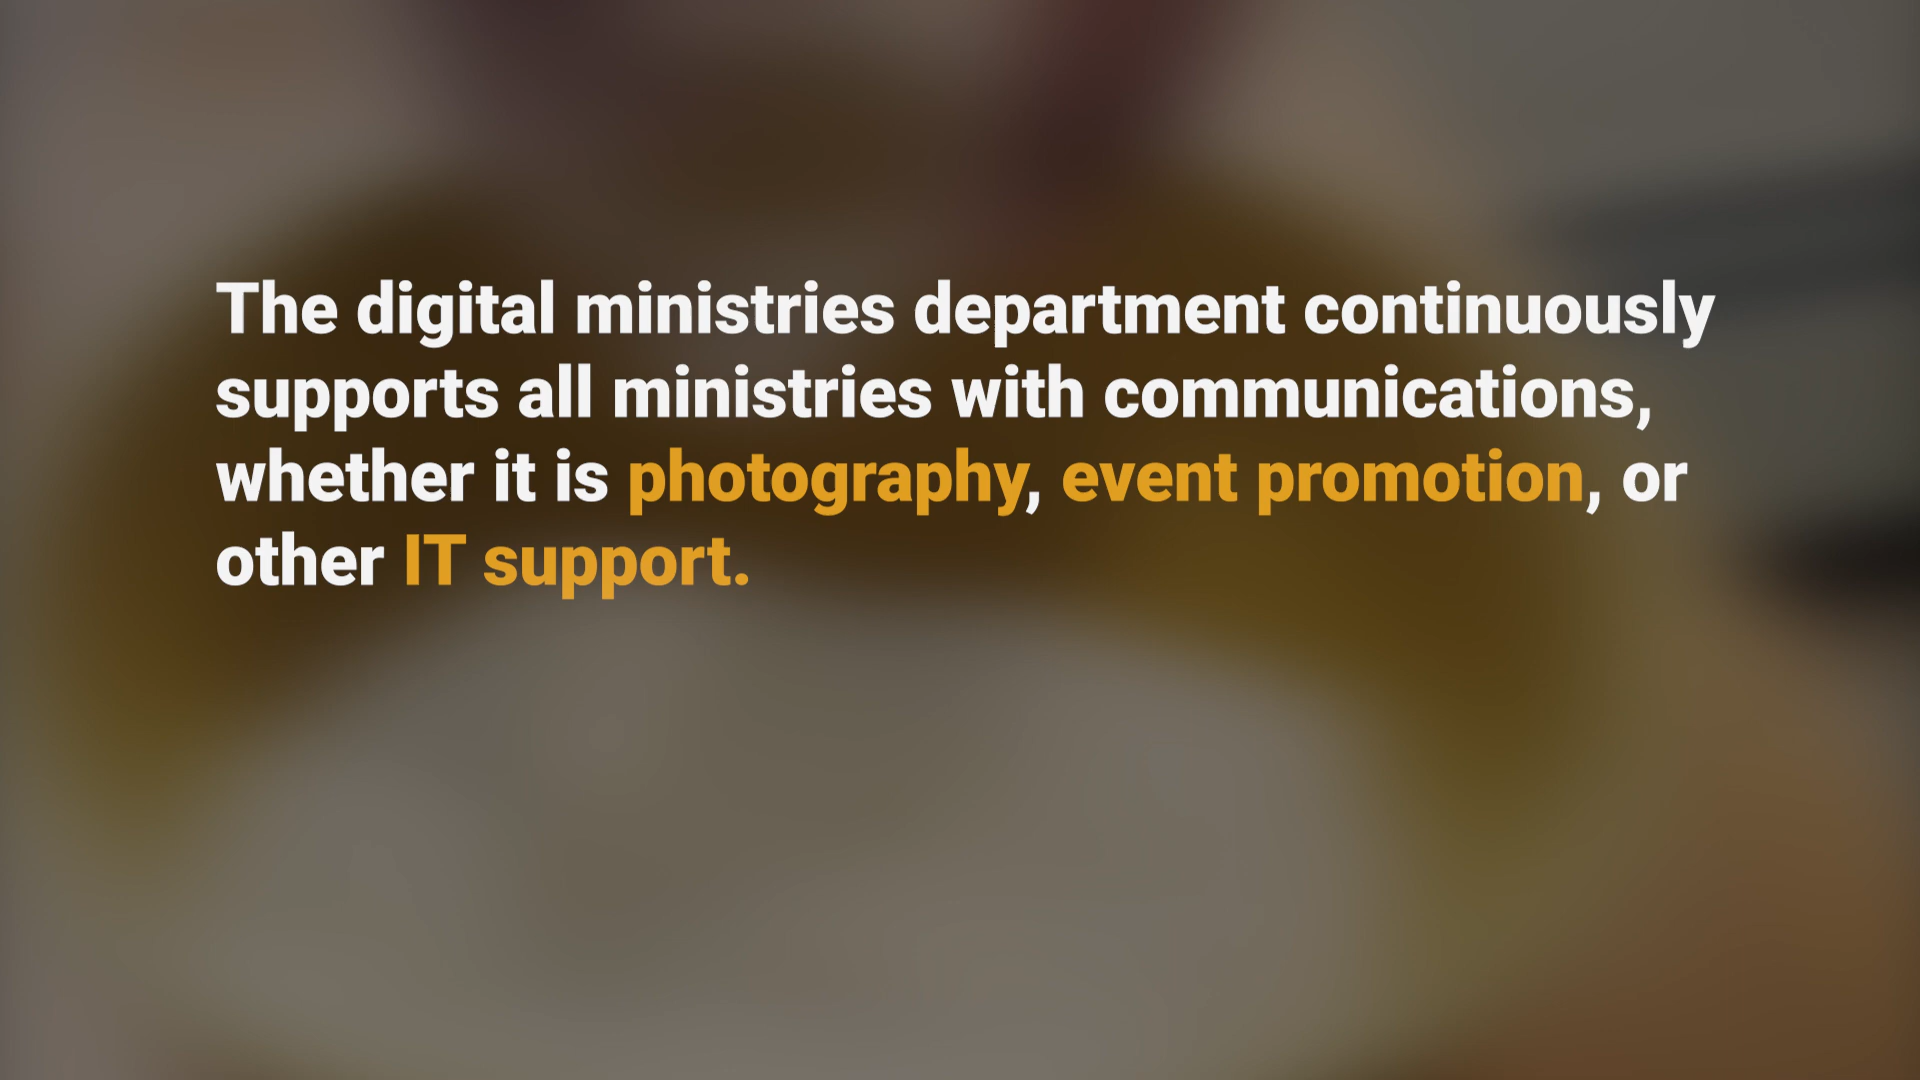 The digital ministries department continuously
supports all ministries with communications,
whether it is photography, event promotion, or
other IT support.